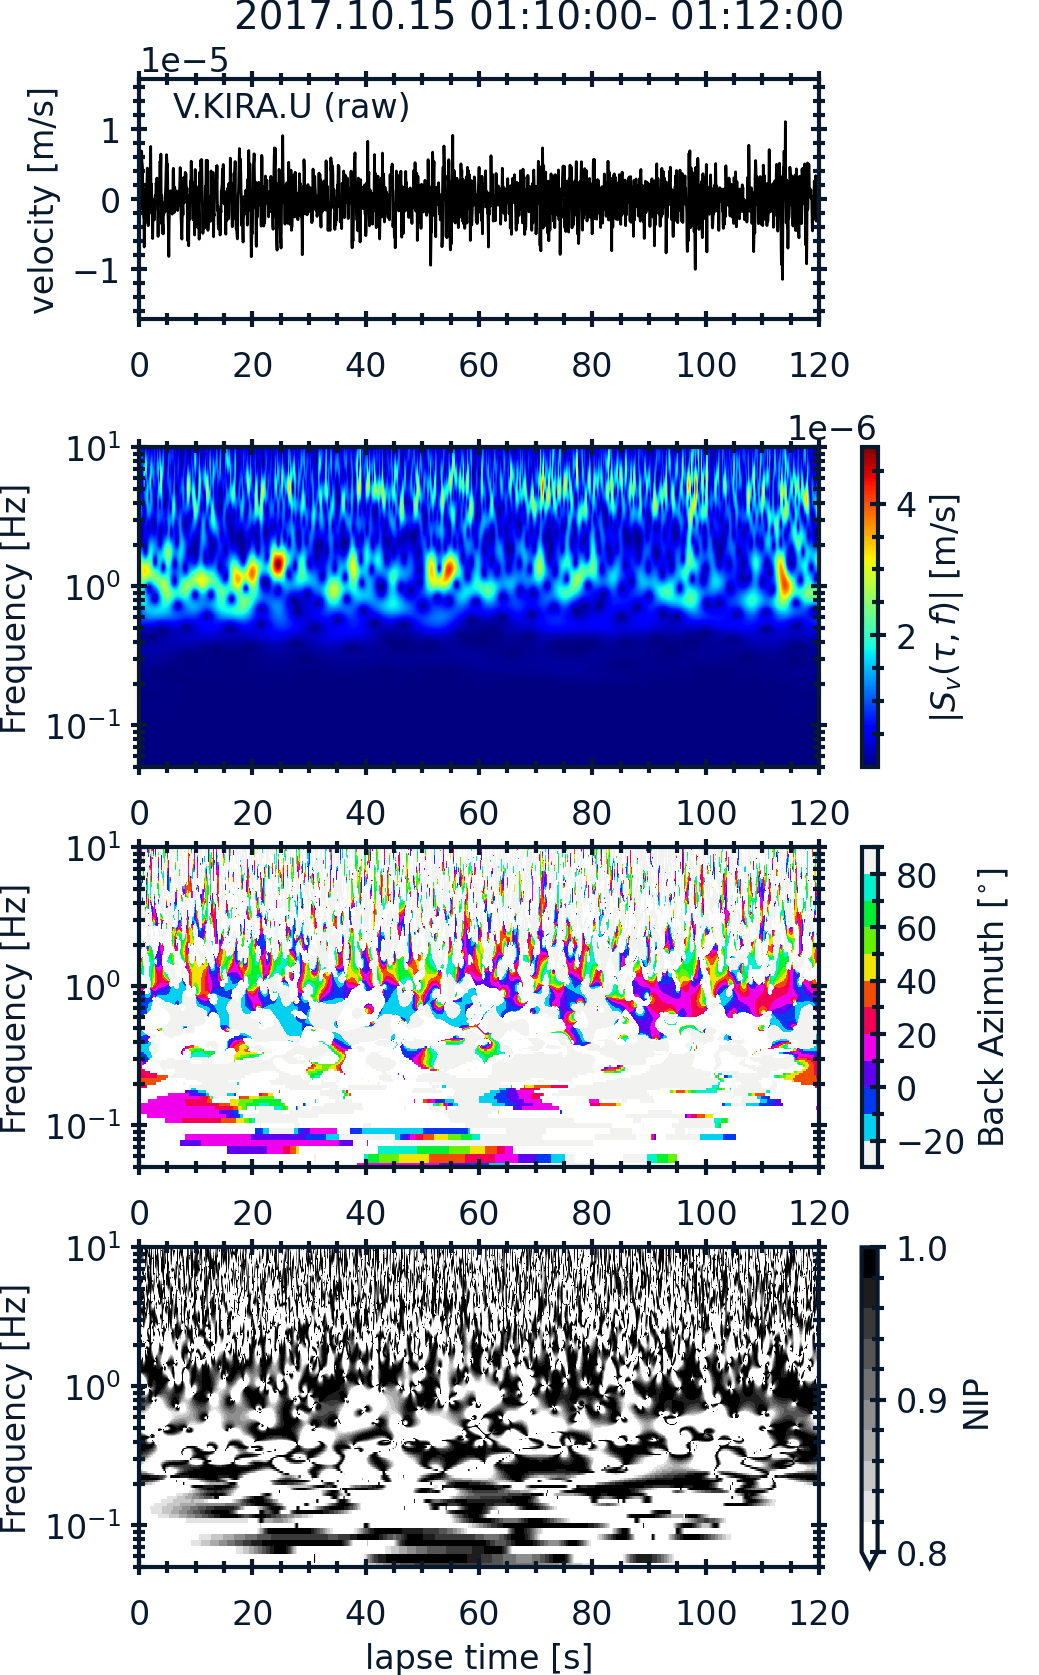 2017.10.15 01:10:00- 01:12:00
1e−5
V.KIRA.U (raw)
velocity [m/s]
1
0
−1
0 20 40 60 80 100 120
1e−6
Frequency [Hz]
10¹
10⁰
10⁻¹
4
2
|Sᵥ(τ, f)| [m/s]
0 20 40 60 80 100 120
Frequency [Hz]
10¹
10⁰
10⁻¹
80
60
40
20
0
−20
Back Azimuth [°]
0 20 40 60 80 100 120
Frequency [Hz]
10¹
10⁰
10⁻¹
1.0
0.9
0.8
NIP
0 20 40 60 80 100 120
lapse time [s]